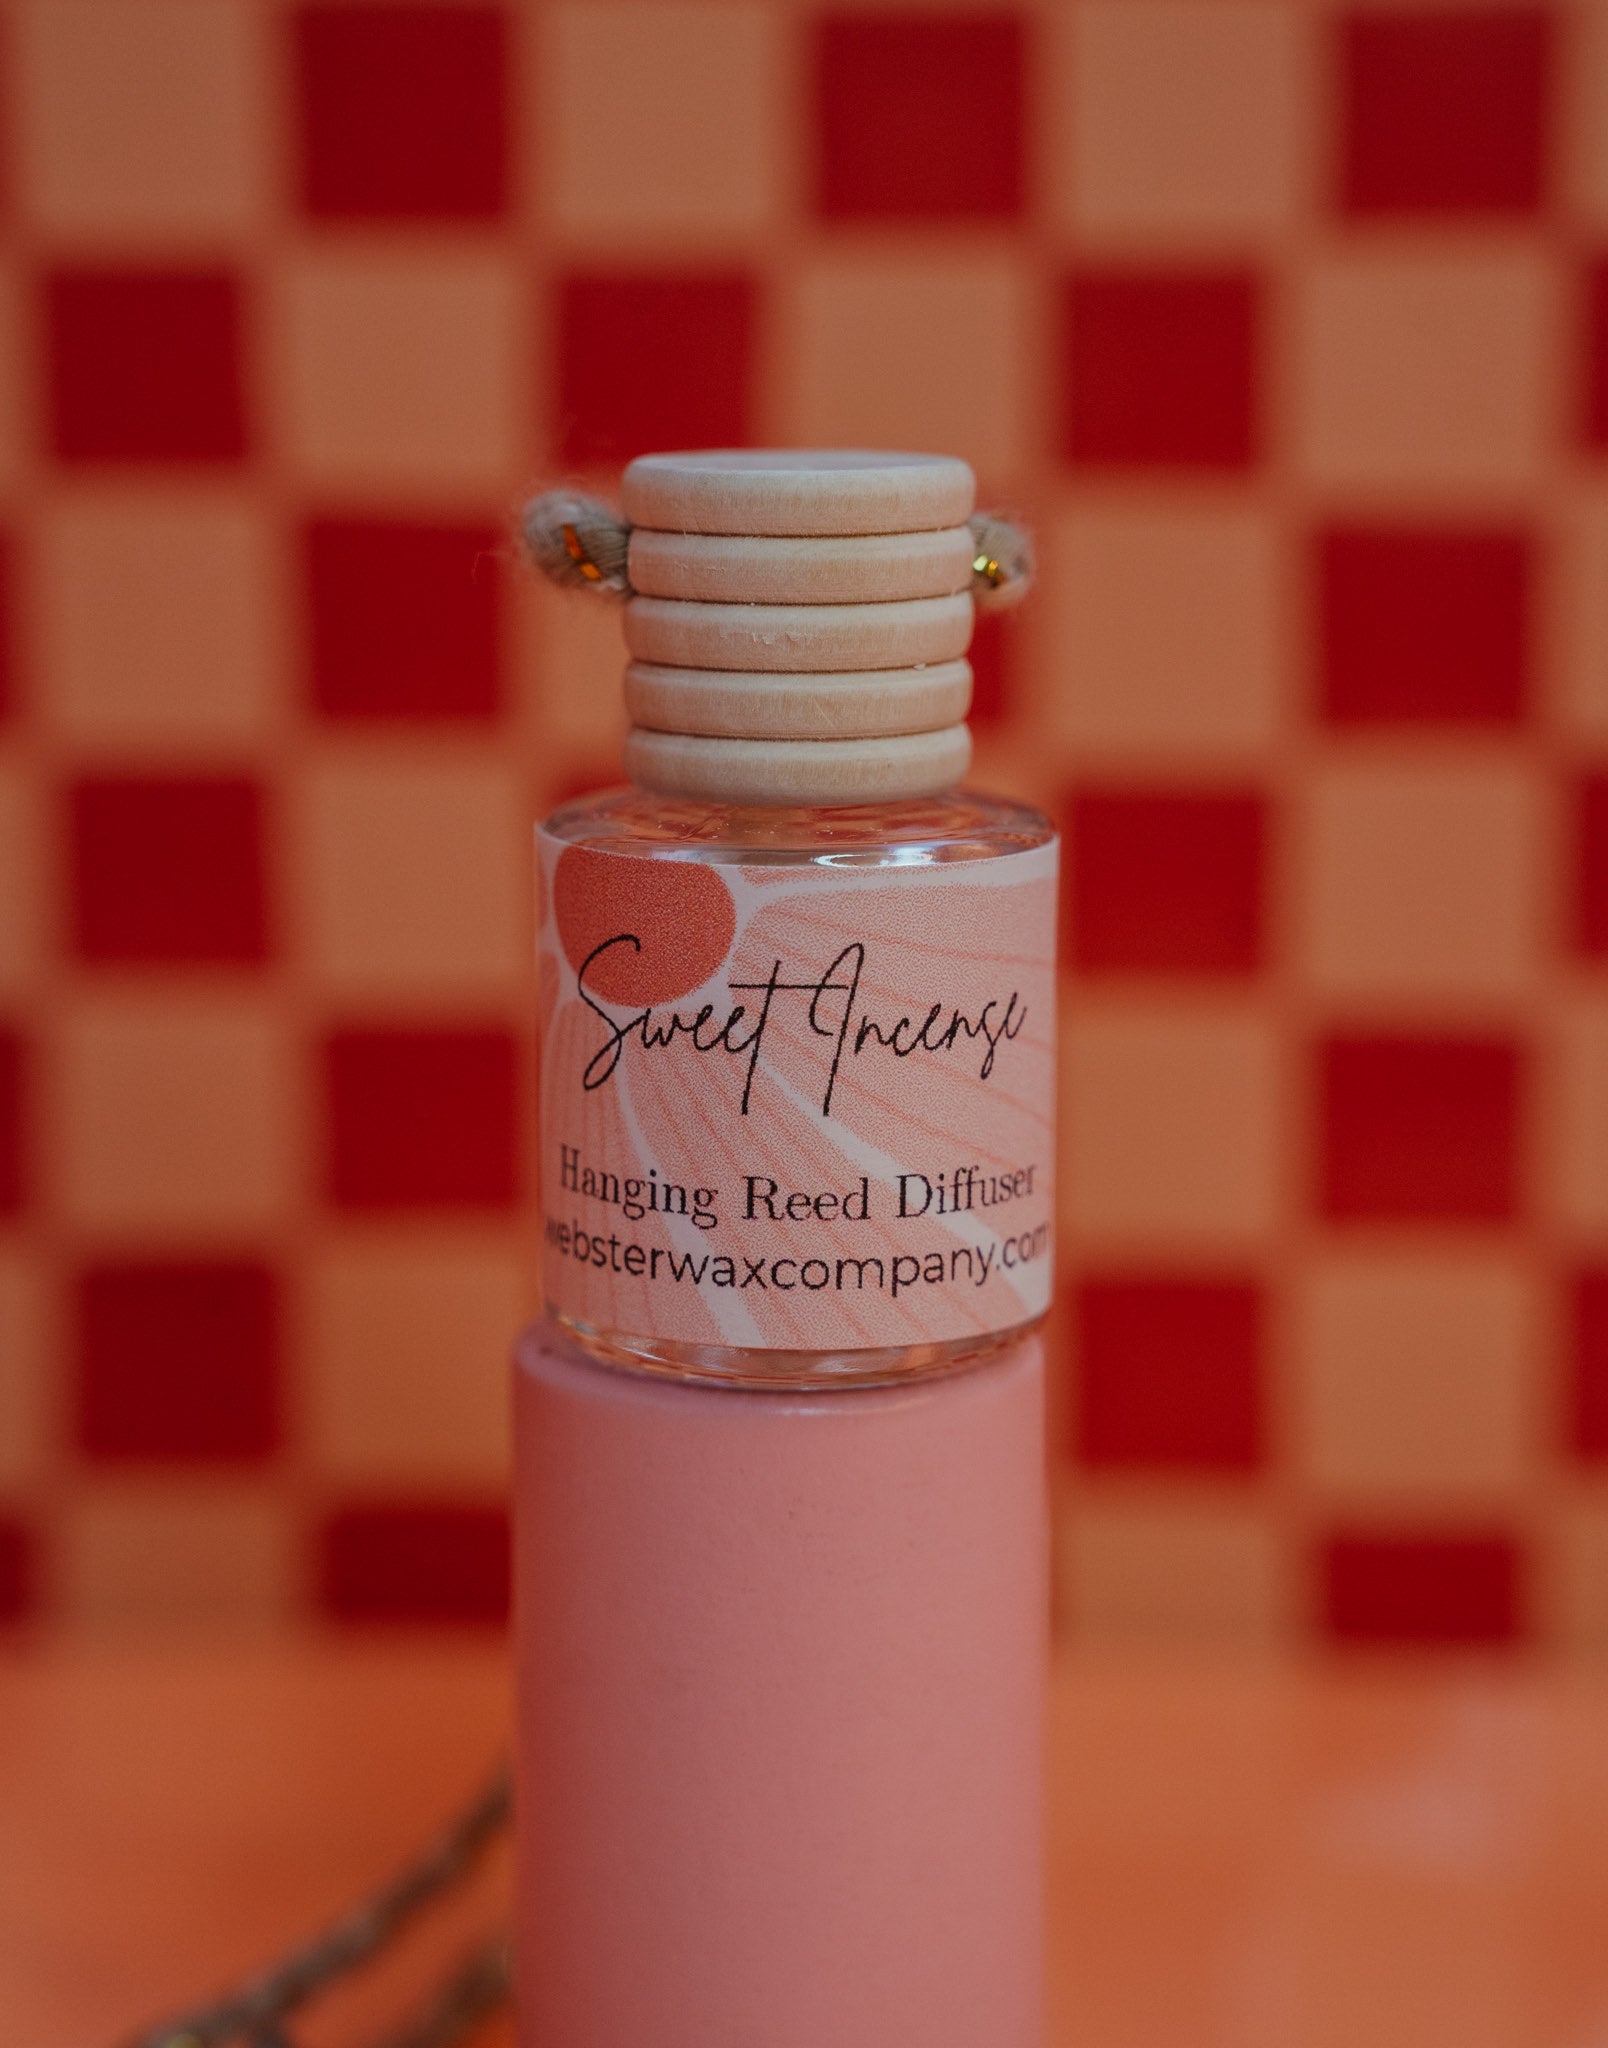 Sweet Incense
Hanging Reed Diffuser
websterwaxcompany.com